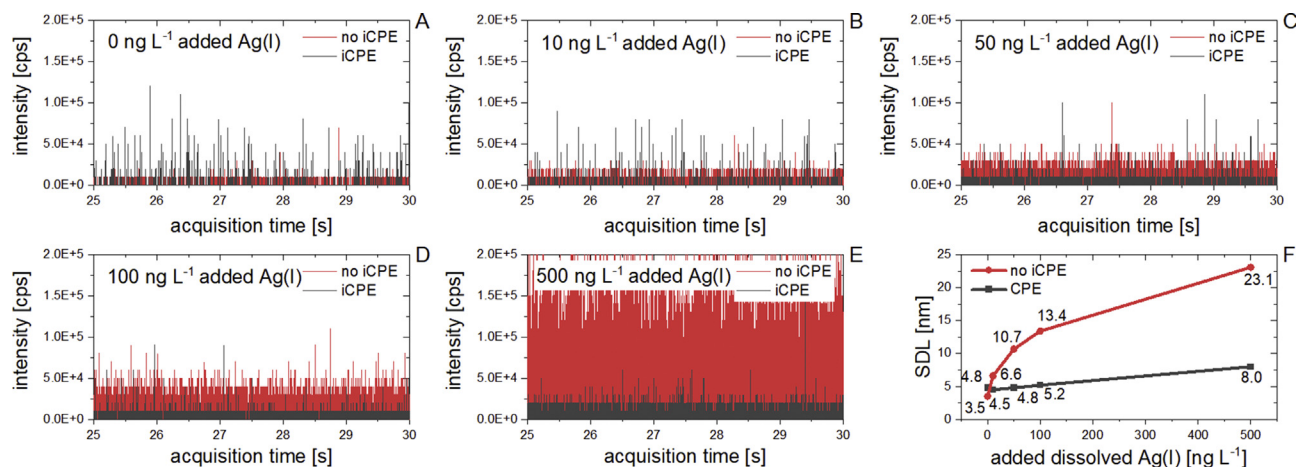 A
0 ng L⁻¹ added Ag(I)
no iCPE
iCPE
intensity [cps]
2.0E+5
1.5E+5
1.0E+5
5.0E+4
0.0E+0
25 26 27 28 29 30
acquisition time [s]
B
10 ng L⁻¹ added Ag(I)
no iCPE
iCPE
intensity [cps]
2.0E+5
1.5E+5
1.0E+5
5.0E+4
0.0E+0
25 26 27 28 29 30
acquisition time [s]
C
50 ng L⁻¹ added Ag(I)
no iCPE
iCPE
intensity [cps]
2.0E+5
1.5E+5
1.0E+5
5.0E+4
0.0E+0
25 26 27 28 29 30
acquisition time [s]
D
100 ng L⁻¹ added Ag(I)
no iCPE
iCPE
intensity [cps]
2.0E+5
1.5E+5
1.0E+5
5.0E+4
0.0E+0
25 26 27 28 29 30
acquisition time [s]
E
500 ng L⁻¹ added Ag(I)
no iCPE
iCPE
intensity [cps]
2.0E+5
1.5E+5
1.0E+5
5.0E+4
0.0E+0
25 26 27 28 29 30
acquisition time [s]
F
no iCPE
CPE
SDL [nm]
25
20
15
10
5
0
23.1
13.4
10.7
4.8 6.6
3.5 4.5 4.8 5.2 8.0
0 100 200 300 400 500
added dissolved Ag(I) [ng L⁻¹]